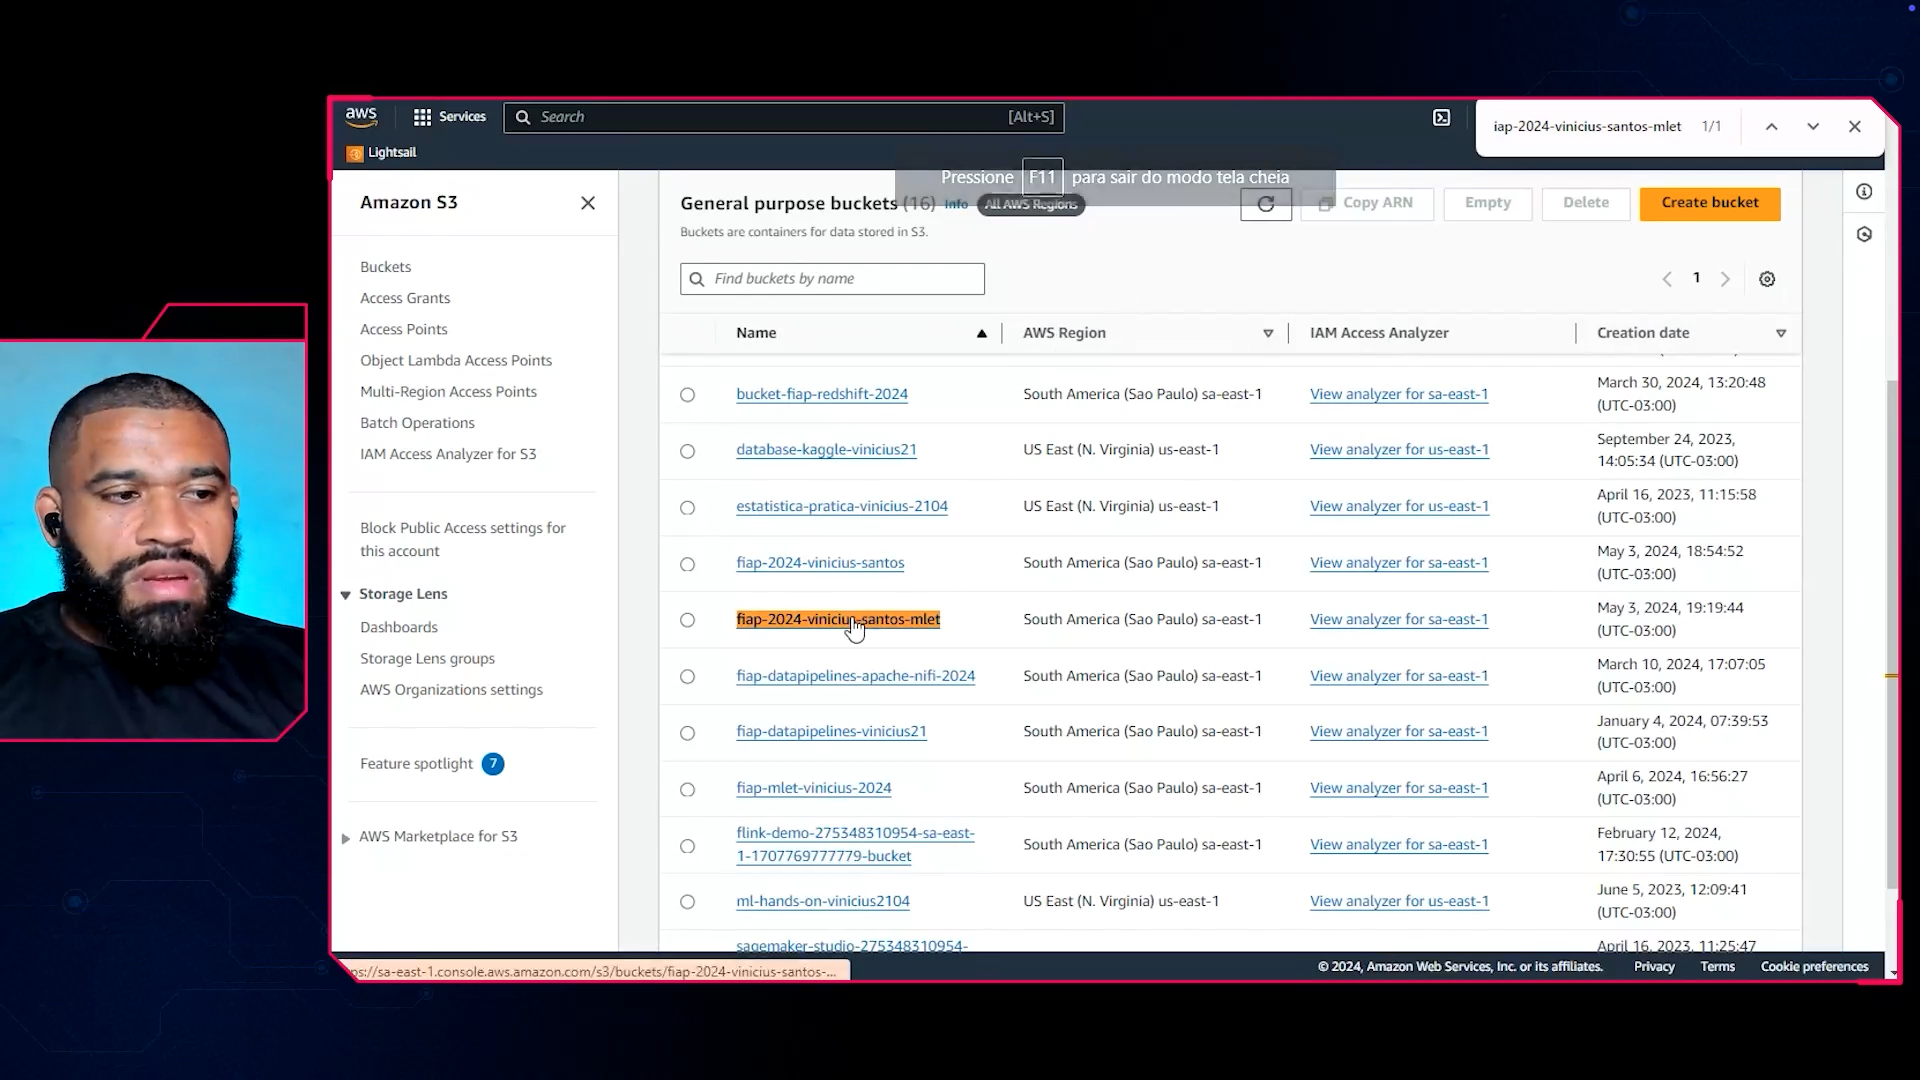 aws
Services
Search
[Alt+S]
iap-2024-vinicius-santos-mlet
1/1
Lightsail
Pressione F11 para sair do modo tela cheia
Amazon S3
Buckets
Access Grants
Access Points
Object Lambda Access Points
Multi-Region Access Points
Batch Operations
IAM Access Analyzer for S3
Block Public Access settings for
this account
Storage Lens
Dashboards
Storage Lens groups
AWS Organizations settings
Feature spotlight 7
AWS Marketplace for S3
General purpose buckets (16) Info All AWS Regions
Copy ARN
Empty
Delete
Create bucket
Buckets are containers for data stored in S3.
Find buckets by name
1
Name AWS Region IAM Access Analyzer Creation date
bucket-fiap-redshift-2024 South America (Sao Paulo) sa-east-1 View analyzer for sa-east-1 March 30, 2024, 13:20:48
(UTC-03:00)
database-kaggle-vinicius21 US East (N. Virginia) us-east-1 View analyzer for us-east-1 September 24, 2023,
14:05:34 (UTC-03:00)
estatistica-pratica-vinicius-2104 US East (N. Virginia) us-east-1 View analyzer for us-east-1 April 16, 2023, 11:15:58
(UTC-03:00)
fiap-2024-vinicius-santos South America (Sao Paulo) sa-east-1 View analyzer for sa-east-1 May 3, 2024, 18:54:52
(UTC-03:00)
fiap-2024-vinicius-santos-mlet South America (Sao Paulo) sa-east-1 View analyzer for sa-east-1 May 3, 2024, 19:19:44
(UTC-03:00)
fiap-datapipelines-apache-nifi-2024 South America (Sao Paulo) sa-east-1 View analyzer for sa-east-1 March 10, 2024, 17:07:05
(UTC-03:00)
fiap-datapipelines-vinicius21 South America (Sao Paulo) sa-east-1 View analyzer for sa-east-1 January 4, 2024, 07:39:53
(UTC-03:00)
fiap-mlet-vinicius-2024 South America (Sao Paulo) sa-east-1 View analyzer for sa-east-1 April 6, 2024, 16:56:27
(UTC-03:00)
flink-demo-275348310954-sa-east-
1-1707769777779-bucket South America (Sao Paulo) sa-east-1 View analyzer for sa-east-1 February 12, 2024,
17:30:55 (UTC-03:00)
ml-hands-on-vinicius2104 US East (N. Virginia) us-east-1 View analyzer for us-east-1 June 5, 2023, 12:09:41
(UTC-03:00)
sagemaker-studio-275348310954- April 16, 2023, 11:25:47
ps://sa-east-1.console.aws.amazon.com/s3/buckets/fiap-2024-vinicius-santos-...
© 2024, Amazon Web Services, Inc. or its affiliates. Privacy Terms Cookie preferences